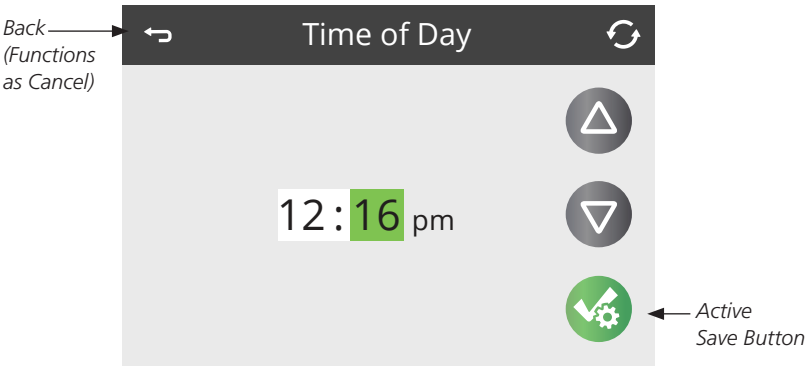 Back
(Functions
as Cancel)
Time of Day
12:16 pm
Active
Save Button